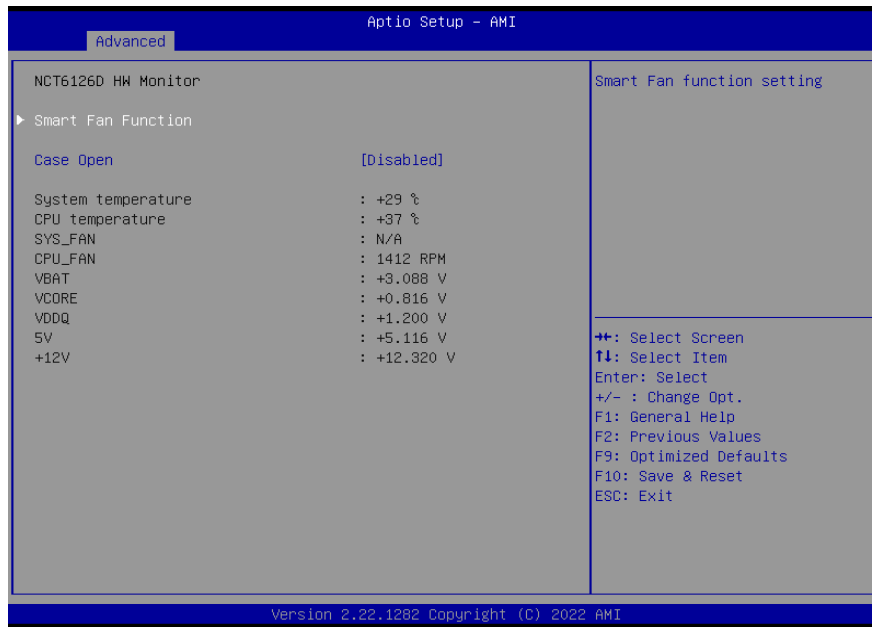 Aptio Setup - AMI
Advanced
NCT6126D HW Monitor
▶ Smart Fan Function
Case Open [Disabled]
System temperature : +29 ℃
CPU temperature : +37 ℃
SYS_FAN : N/A
CPU_FAN : 1412 RPM
VBAT : +3.088 V
VCORE : +0.816 V
VDDQ : +1.200 V
5V : +5.116 V
+12V : +12.320 V
Smart Fan function setting
→←: Select Screen
↑↓: Select Item
Enter: Select
+/- : Change Opt.
F1: General Help
F2: Previous Values
F9: Optimized Defaults
F10: Save & Reset
ESC: Exit
Version 2.22.1282 Copyright (C) 2022 AMI